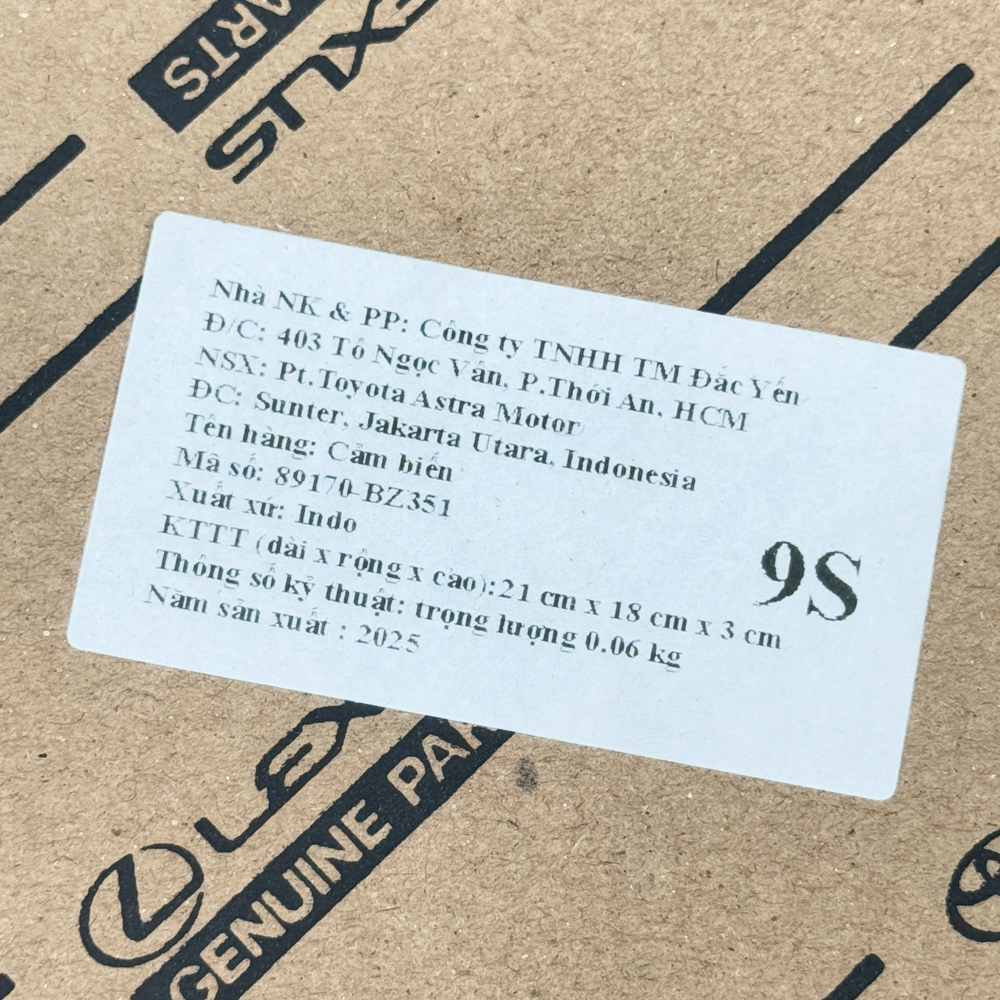 PARTS
LEXUS
Nhà NK & PP: Công ty TNHH TM Đắc Yến
Đ/C: 403 Tô Ngọc Vân, P.Thới An, HCM
NSX: Pt.Toyota Astra Motor
ĐC: Sunter, Jakarta Utara, Indonesia
Tên hàng: Cảm biến
Mã số: 89170-BZ351
Xuất xứ: Indo
KTTT (dài x rộng x cao):21 cm x 18 cm x 3 cm
Thông số kỹ thuật: trọng lượng 0.06 kg
Năm sản xuất : 2025
9S
LEX
GENUINE PAR